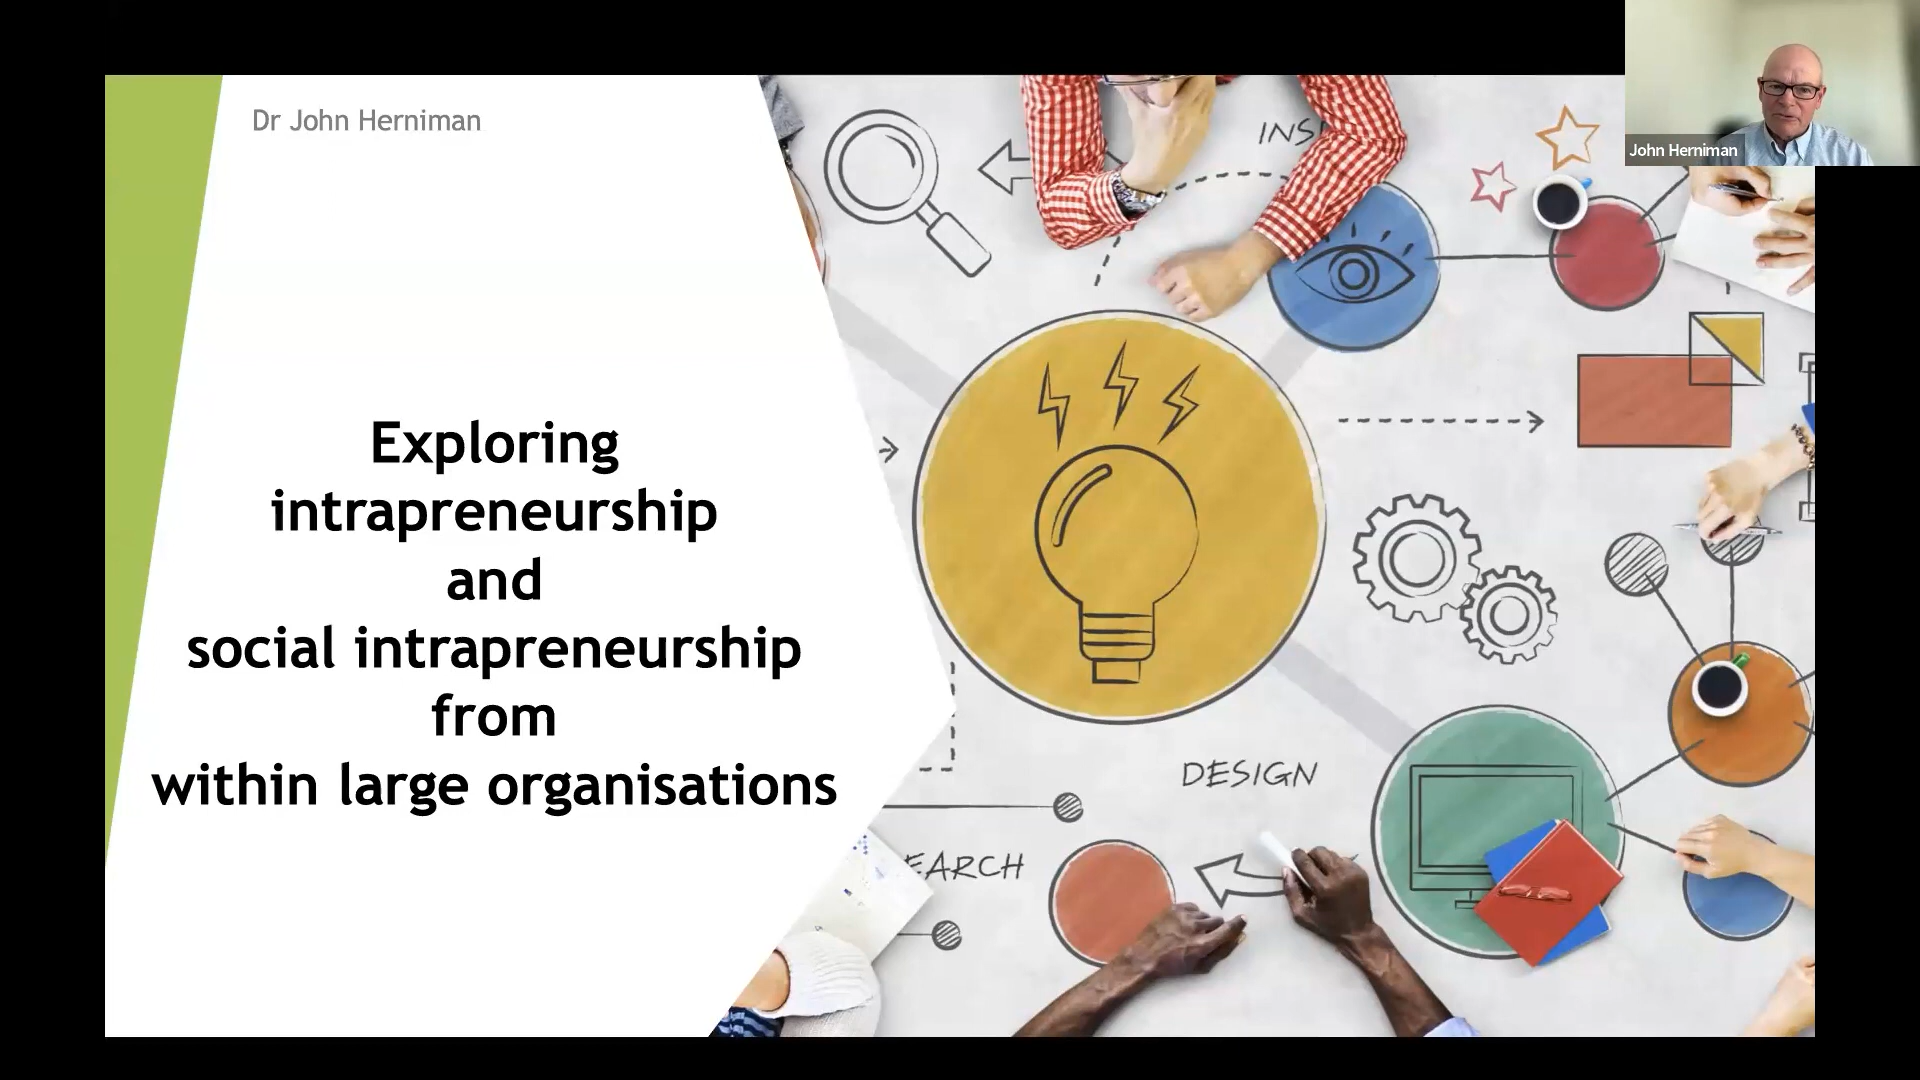 Dr John Herniman
John Herniman
Exploring
intrapreneurship
and
social intrapreneurship
from
within large organisations
DESIGN